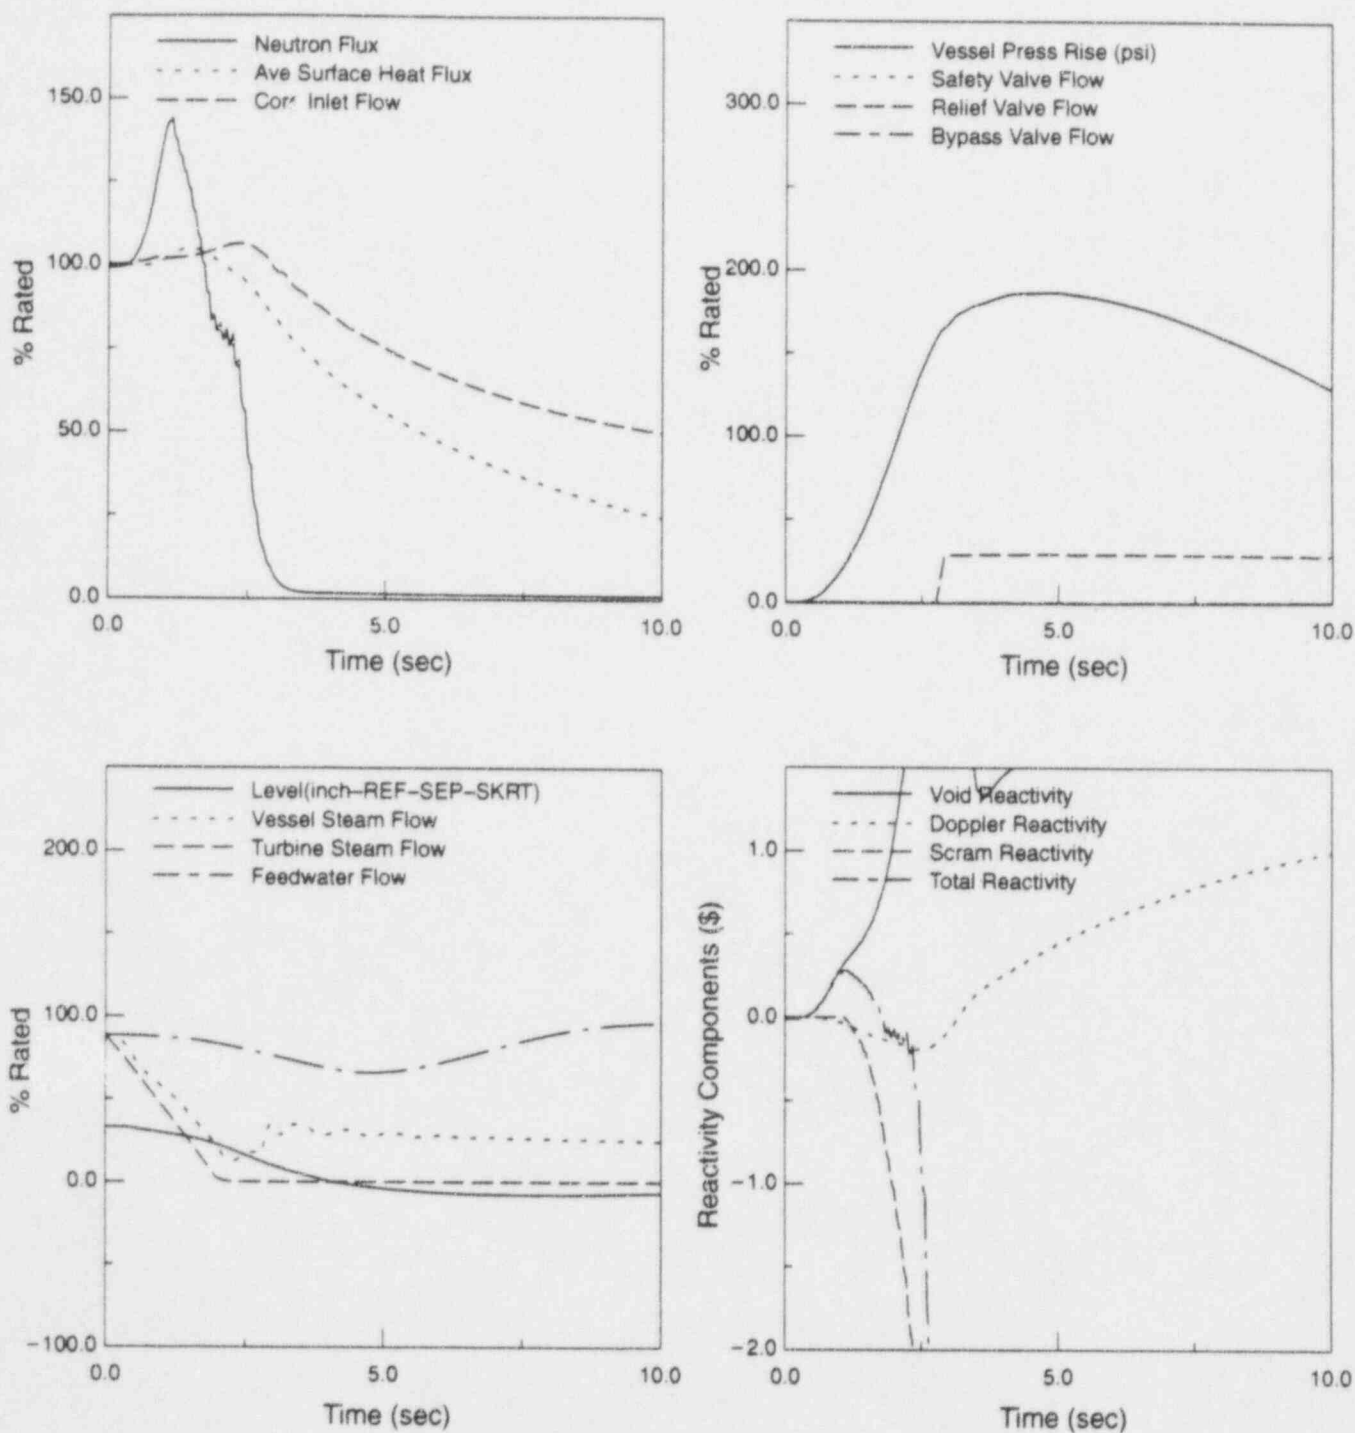 Neutron Flux
Ave Surface Heat Flux
Inlet Flow
150.0
100.0
50.0
0.0
% Rated
0.0 5.0 10.0
Time (sec)
Vessel Press Rise (psi)
Safety Valve Flow
Relief Valve Flow
Bypass Valve Flow
300.0
200.0
100.0
0.0
% Rated
0.0 5.0 10.0
Time (sec)
Level(inch-REF-SEP-SKRT)
Vessel Steam Flow
Turbine Steam Flow
Feedwater Flow
200.0
100.0
0.0
-100.0
% Rated
0.0 5.0 10.0
Time (sec)
Void Reactivity
Doppler Reactivity
Scram Reactivity
Total Reactivity
1.0
0.0
-1.0
-2.0
Reactivity Components ($)
0.0 5.0 10.0
Time (sec)